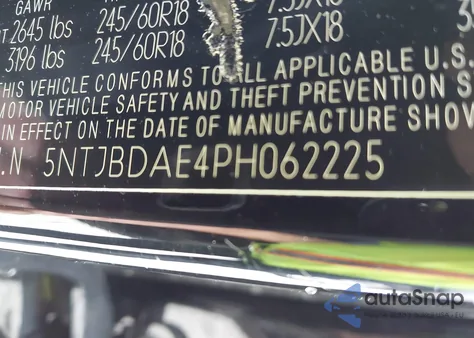 GAWR
T 2645 lbs 245/60R18 7.5JX18
3196 lbs 245/60R18 7.5JX18
THIS VEHICLE CONFORMS TO ALL APPLICABLE U.S.
MOTOR VEHICLE SAFETY AND THEFT PREVENTION S
IN EFFECT ON THE DATE OF MANUFACTURE SHOW
I.N 5NTJBDAE4PH062225
autoSnap